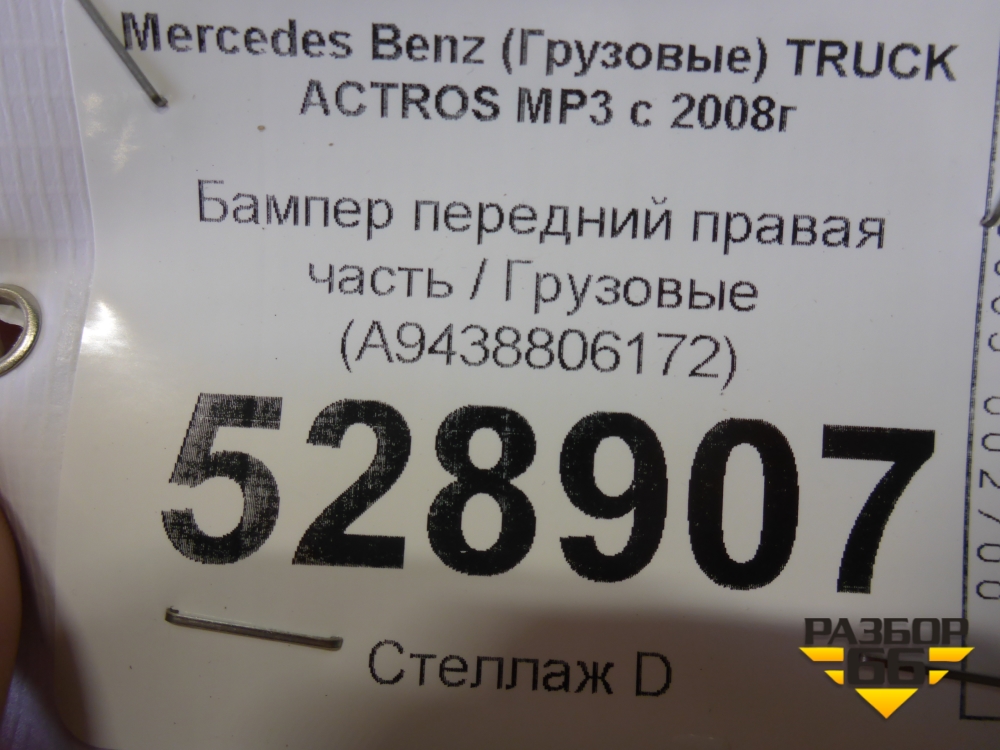 Mercedes Benz (Грузовые) TRUCK
ACTROS MP3 с 2008г
Бампер передний правая
часть / Грузовые
(A9438806172)
528907
Стеллаж D
РАЗБОР
66